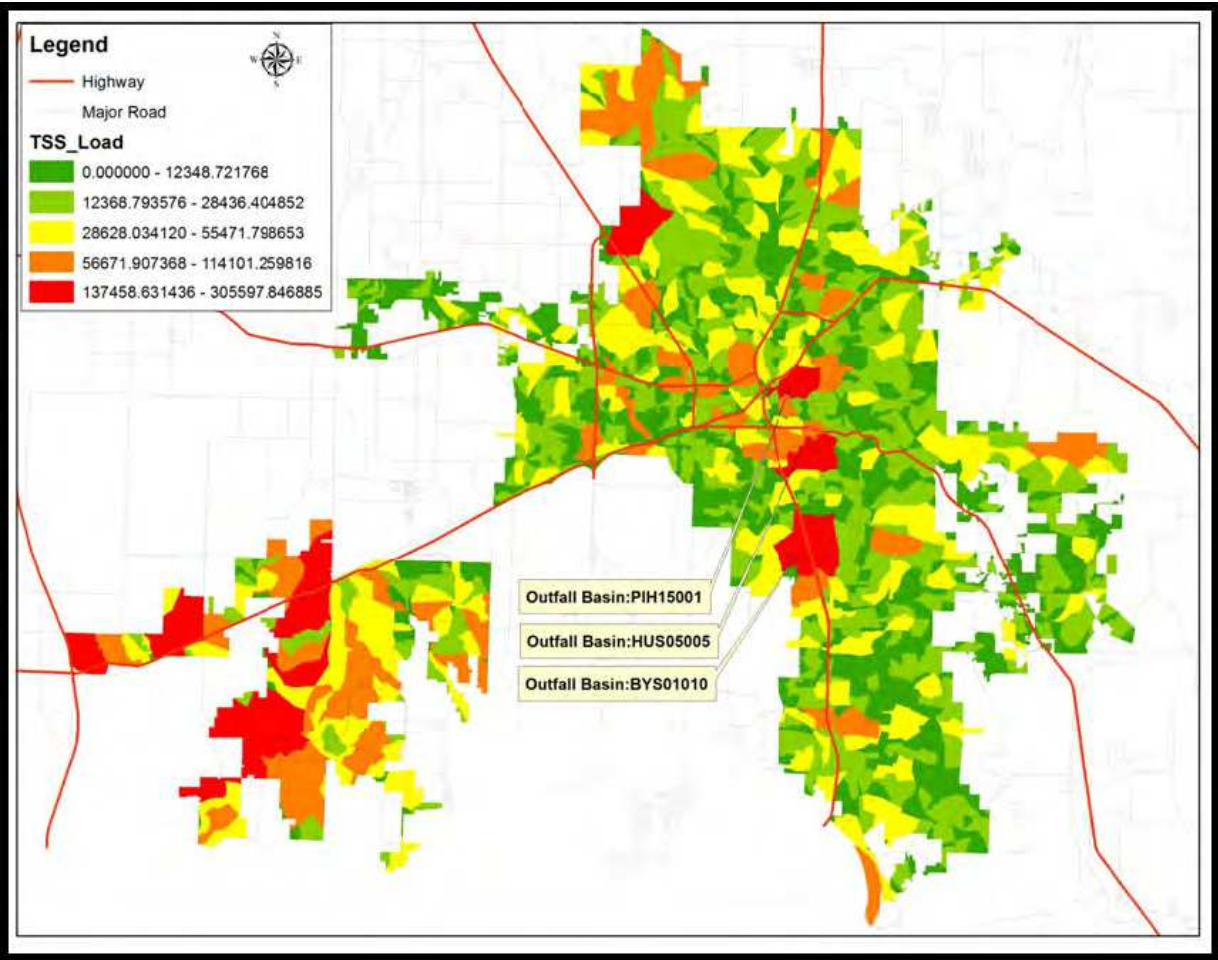 Legend
N
W E
S
Highway
Major Road
TSS_Load
0.000000 - 12348.721768
12368.793576 - 28436.404852
28628.034120 - 55471.798653
56671.907368 - 114101.259816
137458.631436 - 305597.846885
Outfall Basin:PIH15001
Outfall Basin:HUS05005
Outfall Basin:BYS01010